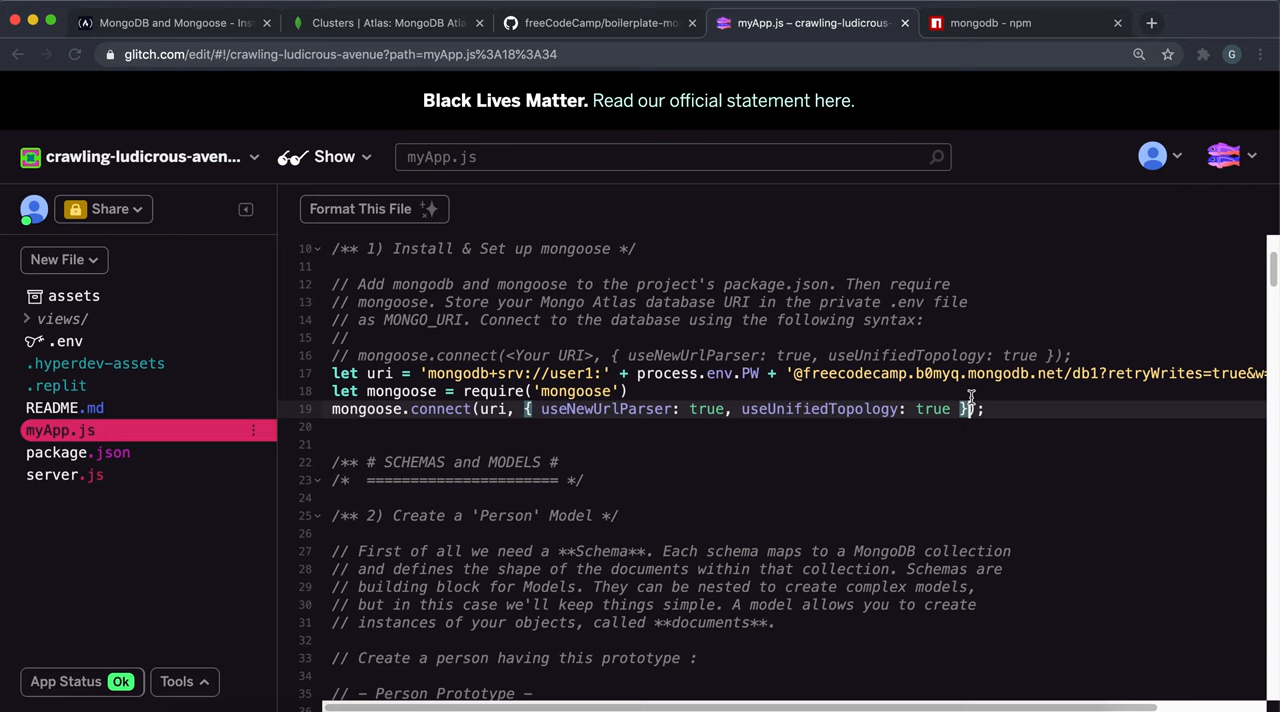 MongoDB and Mongoose - Ins
Clusters | Atlas: MongoDB Atla
freeCodeCamp/boilerplate-mo
myApp.js – crawling-ludicrous-
mongodb - npm
glitch.com/edit/#!/crawling-ludicrous-avenue?path=myApp.js%3A18%3A34
G
Black Lives Matter. Read our official statement here.
crawling-ludicrous-aven...
Show
myApp.js
Share
Format This File
New File
assets
views/
.env
.hyperdev-assets
.replit
README.md
myApp.js
package.json
server.js
App Status Ok
Tools
10 /** 1) Install & Set up mongoose */
11
12 // Add mongodb and mongoose to the project's package.json. Then require
13 // mongoose. Store your Mongo Atlas database URI in the private .env file
14 // as MONGO_URI. Connect to the database using the following syntax:
15 //
16 // mongoose.connect(<Your URI>, { useNewUrlParser: true, useUnifiedTopology: true });
17 let uri = 'mongodb+srv://user1:' + process.env.PW + '@freecodecamp.b0myq.mongodb.net/db1?retryWrites=true&w=
18 let mongoose = require('mongoose')
19 mongoose.connect(uri, { useNewUrlParser: true, useUnifiedTopology: true });
20
21
22 /** # SCHEMAS and MODELS #
23 /* ====================== */
24
25 /** 2) Create a 'Person' Model */
26
27 // First of all we need a **Schema**. Each schema maps to a MongoDB collection
28 // and defines the shape of the documents within that collection. Schemas are
29 // building block for Models. They can be nested to create complex models,
30 // but in this case we'll keep things simple. A model allows you to create
31 // instances of your objects, called **documents**.
32
33 // Create a person having this prototype :
34
35 // - Person Prototype -